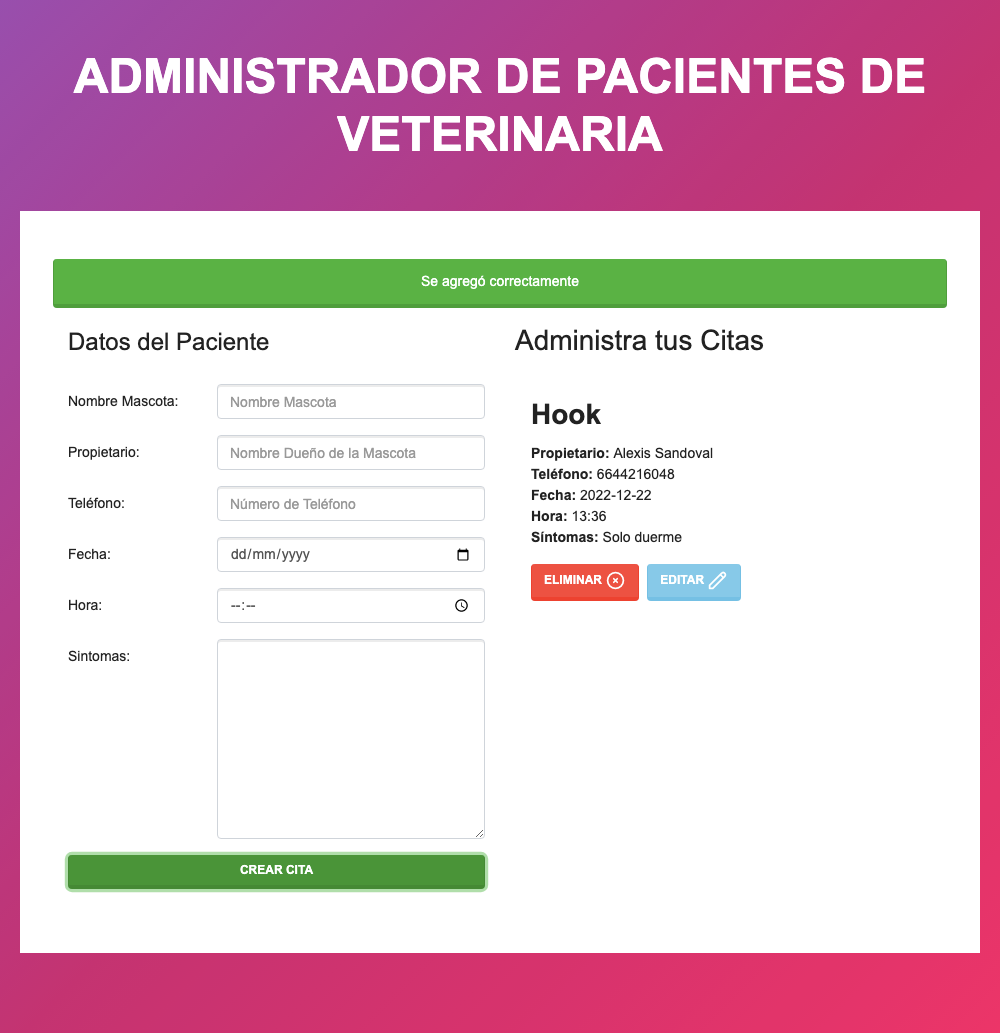 ADMINISTRADOR DE PACIENTES DE
VETERINARIA
Se agregó correctamente
Datos del Paciente
Nombre Mascota:
Nombre Mascota
Propietario:
Nombre Dueño de la Mascota
Teléfono:
Número de Teléfono
Fecha:
dd/mm/yyyy
Hora:
--:--
Sintomas:
CREAR CITA
Administra tus Citas
Hook
Propietario: Alexis Sandoval
Teléfono: 6644216048
Fecha: 2022-12-22
Hora: 13:36
Síntomas: Solo duerme
ELIMINAR
EDITAR